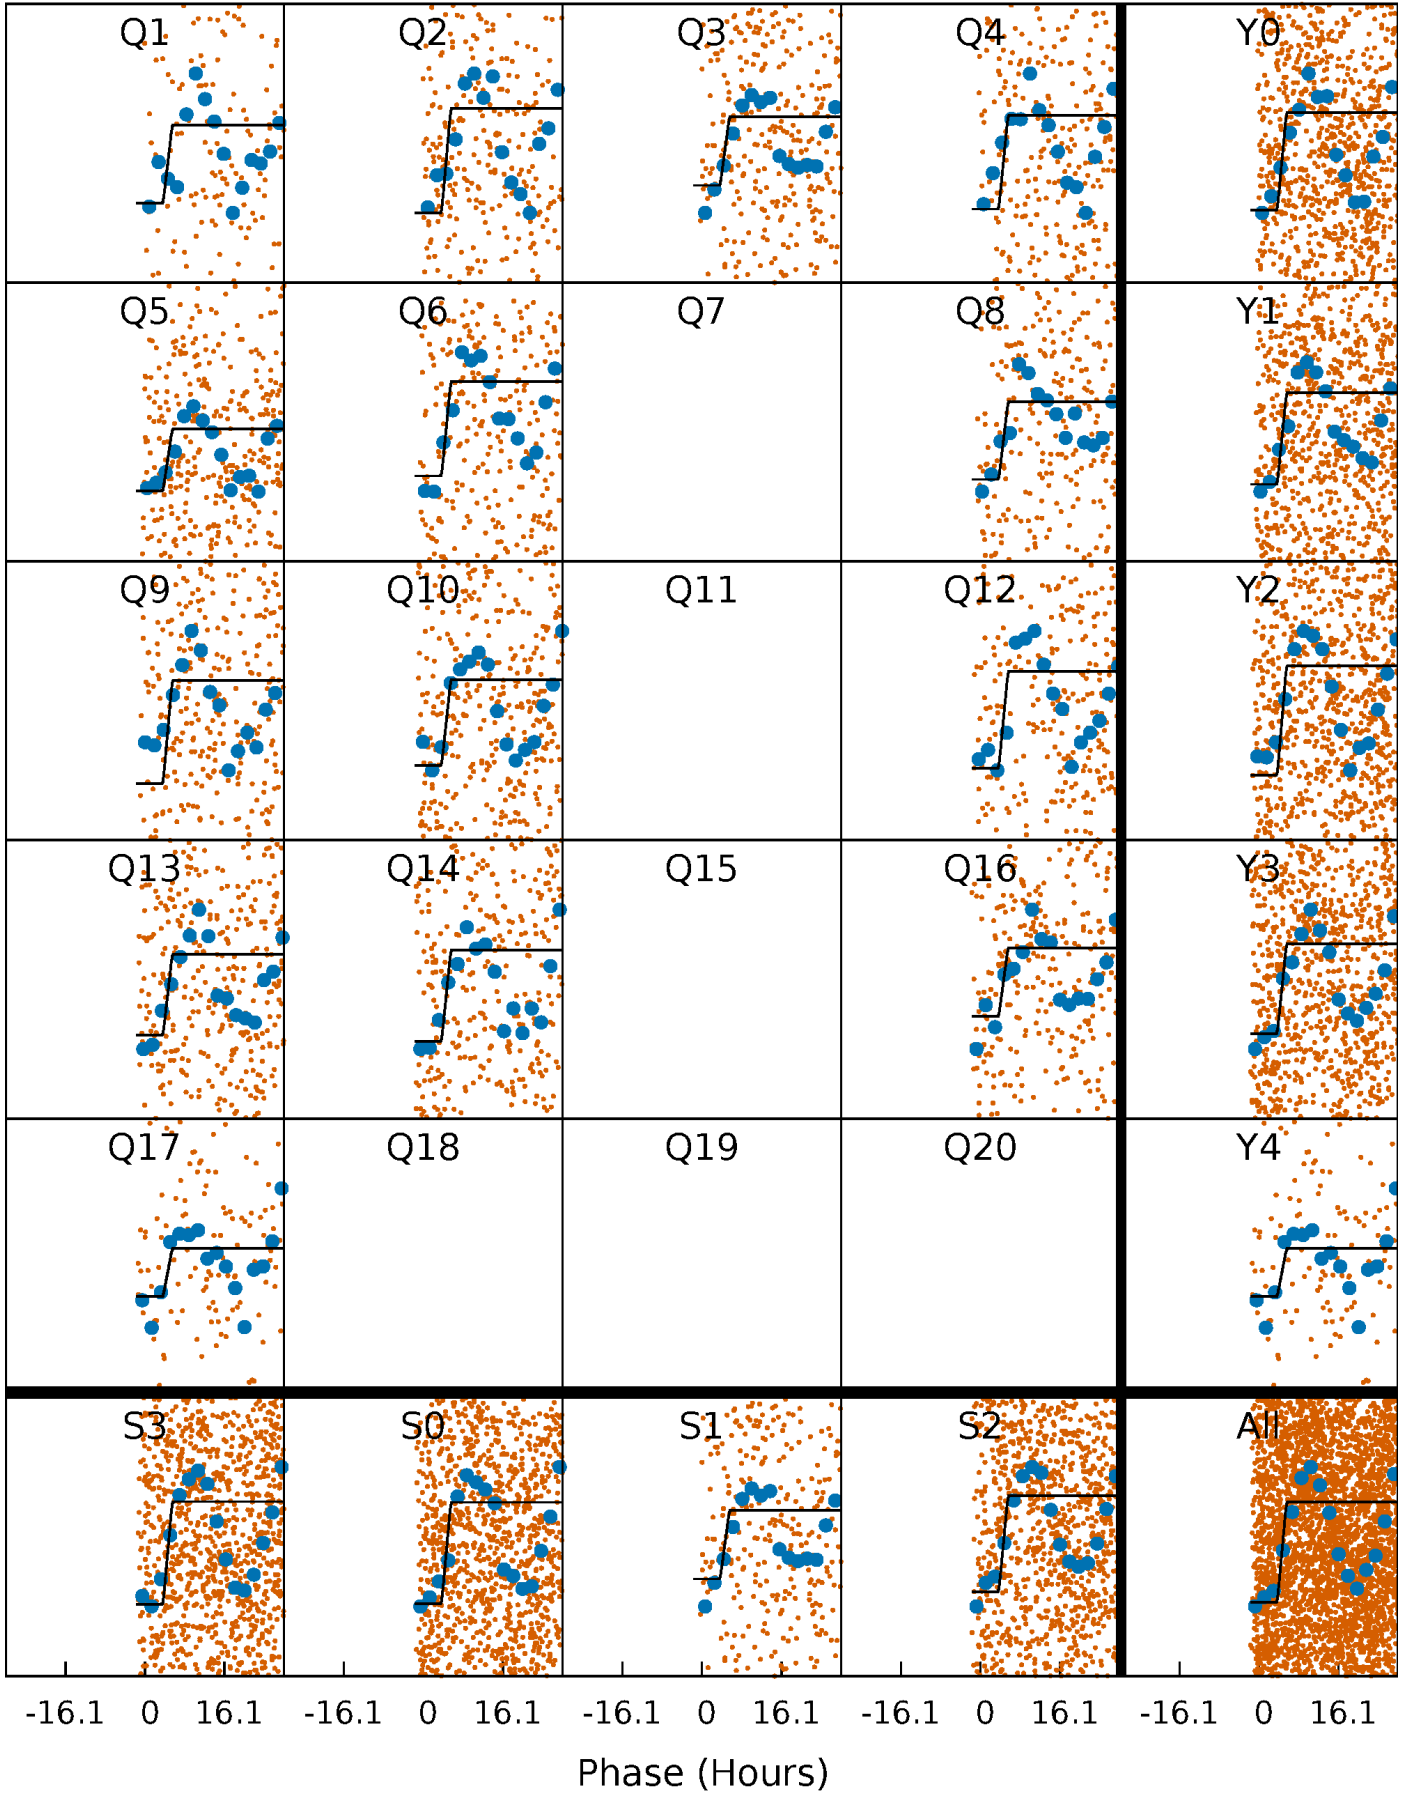 Q1 Q2 Q3 Q4 Y0
Q5 Q6 Q7 Q8 Y1
Q9 Q10 Q11 Q12 Y2
Q13 Q14 Q15 Q16 Y3
Q17 Q18 Q19 Q20 Y4
S3 S0 S1 S2 All
-16.1 0 16.1 -16.1 0 16.1 -16.1 0 16.1 -16.1 0 16.1 -16.1 0 16.1
Phase (Hours)